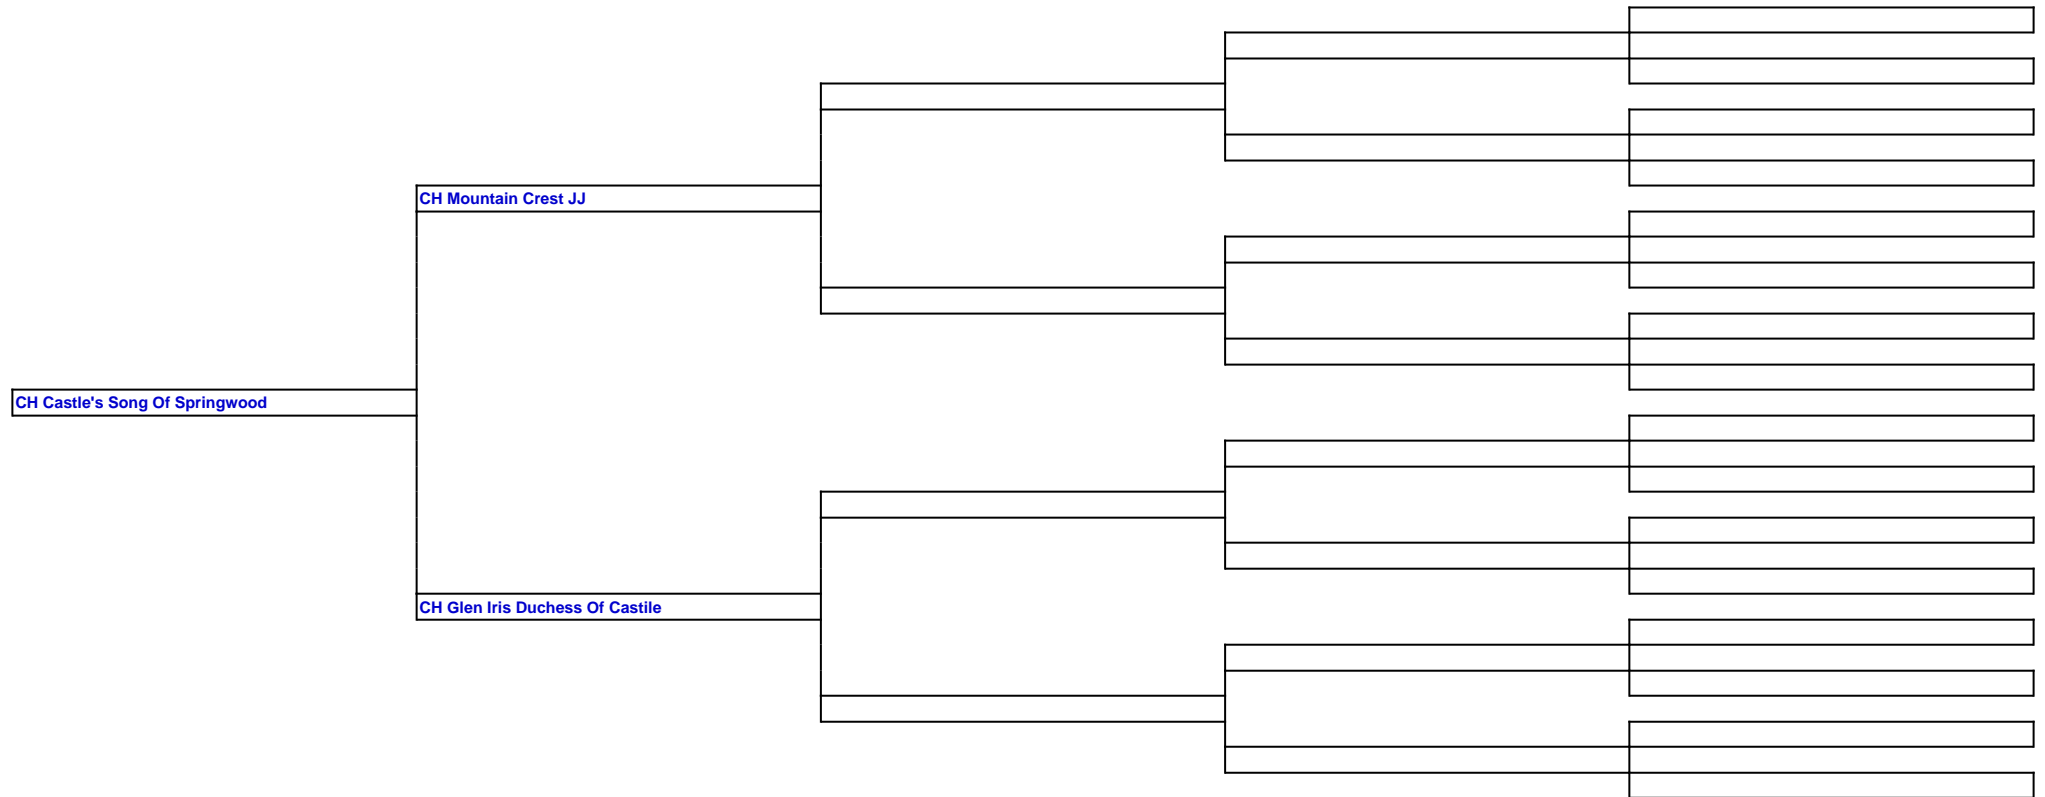 CH Mountain Crest JJ
CH Castle's Song Of Springwood
CH Glen Iris Duchess Of Castile